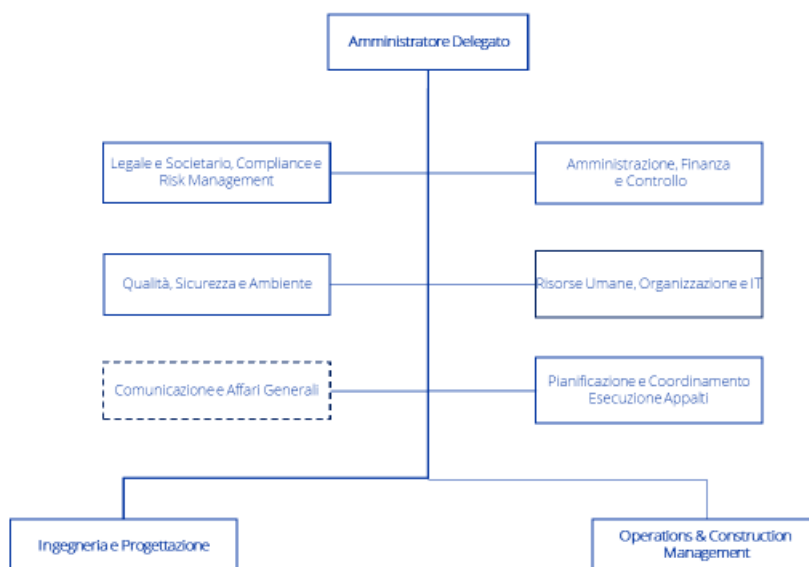 Amministratore Delegato
Legale e Societario, Compliance e
Risk Management
Amministrazione, Finanza
e Controllo
Qualità, Sicurezza e Ambiente
Risorse Umane, Organizzazione e IT
Comunicazione e Affari Generali
Pianificazione e Coordinamento
Esecuzione Appalti
Ingegneria e Progettazione
Operations & Construction
Management